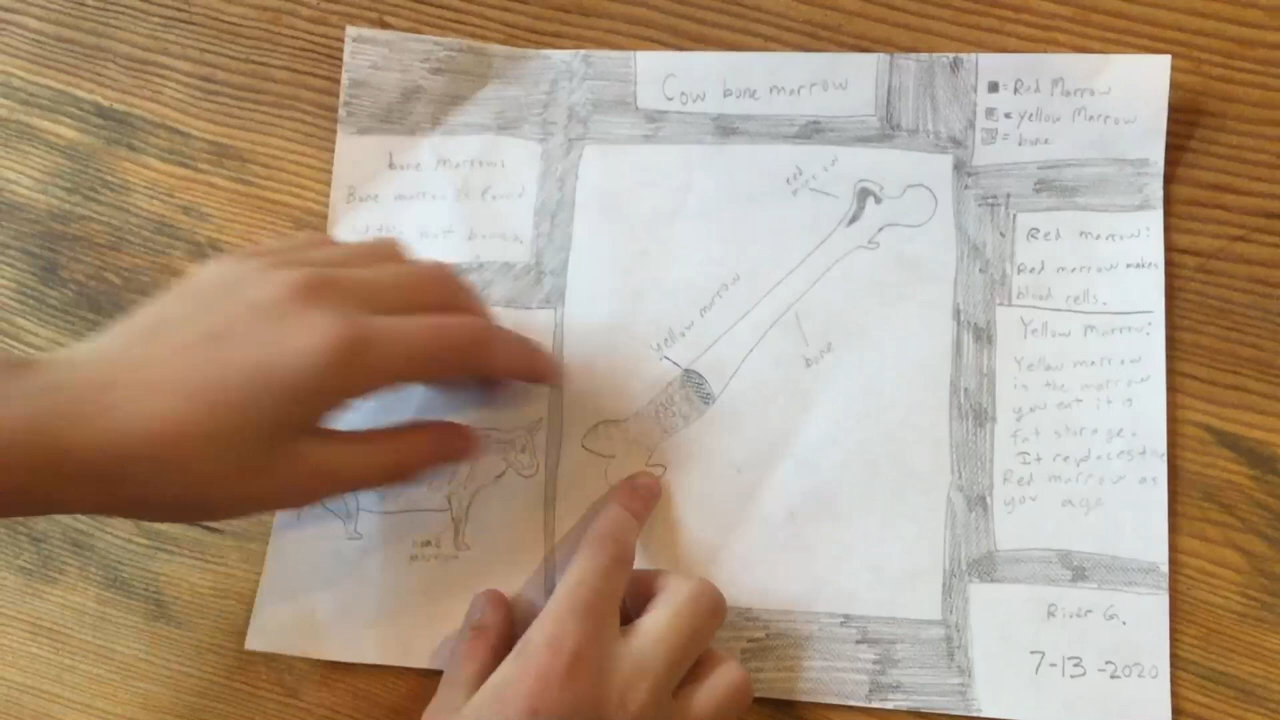 Cow bone marrow
= Red Marrow
= Yellow Marrow
= bone
bone marrow:
Bone marrow is found
bones.
red
marrow
Yellow marrow
bone
Red marrow:
Red marrow makes
blood cells.
Yellow Marrow:
Yellow marrow
is the marrow
you eat it is
fat storage.
It replaces the
Red marrow as
you age
River G.
7-13-2020